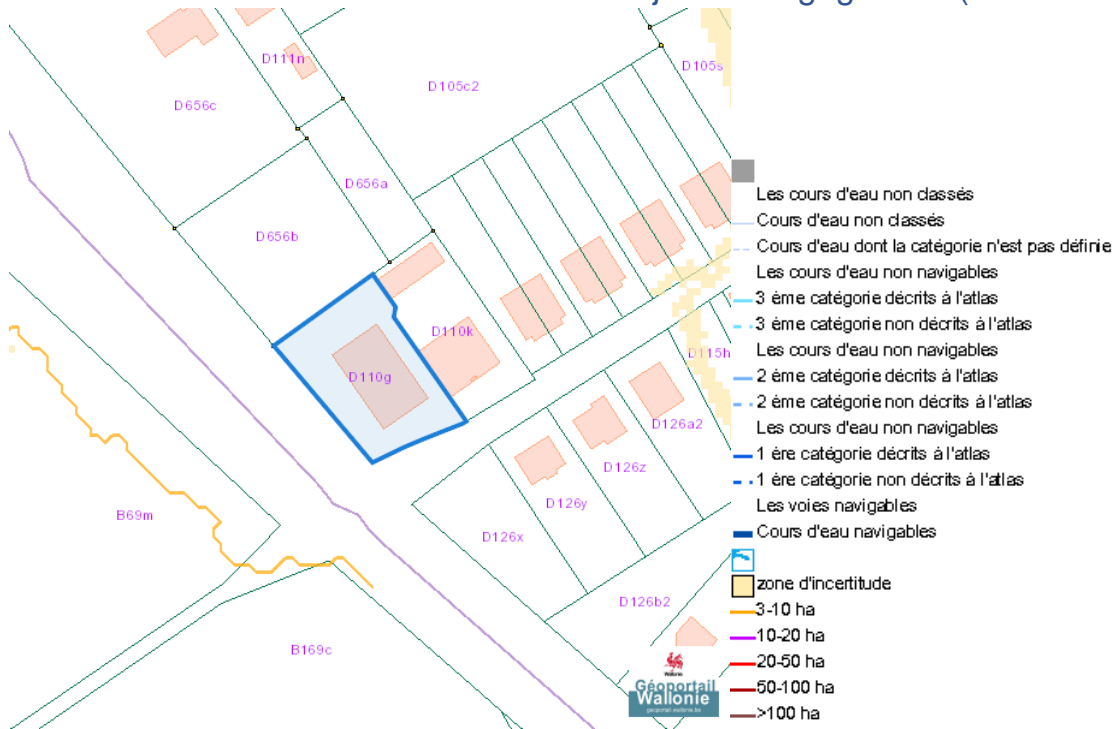 D111n
D105s
D105c2
D656c
D656a
D656b
D110k
D115h
D110g
D126a2
D126z
D126y
B69m
D126x
D126b2
B169c
Wallonie
Géoportail
Wallonie
geoportail.wallonie.be
Les cours d'eau non classés
Cours d'eau non classés
Cours d'eau dont la catégorie n'est pas définie
Les cours d'eau non navigables
3 ème catégorie décrits à l'atlas
3 ème catégorie non décrits à l'atlas
Les cours d'eau non navigables
2 ème catégorie décrits à l'atlas
2 ème catégorie non décrits à l'atlas
Les cours d'eau non navigables
1 ère catégorie décrits à l'atlas
1 ère catégorie non décrits à l'atlas
Les voies navigables
Cours d'eau navigables
zone d'incertitude
3-10 ha
10-20 ha
20-50 ha
50-100 ha
>100 ha